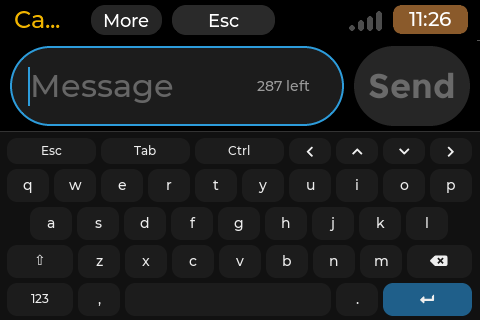 Ca... More Esc 11:26
Message 287 left Send
Esc Tab Ctrl
q w e r t y u i o p
a s d f g h j k l
z x c v b n m
123 , .